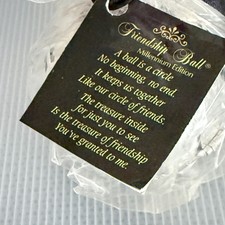 Friendship Ball®
Millennium Edition
A ball is a circle
No beginning, no end.
It keeps us together
Like our circle of friends.
The treasure inside
for just you to see
Is the treasure of friendship
You've granted to me.